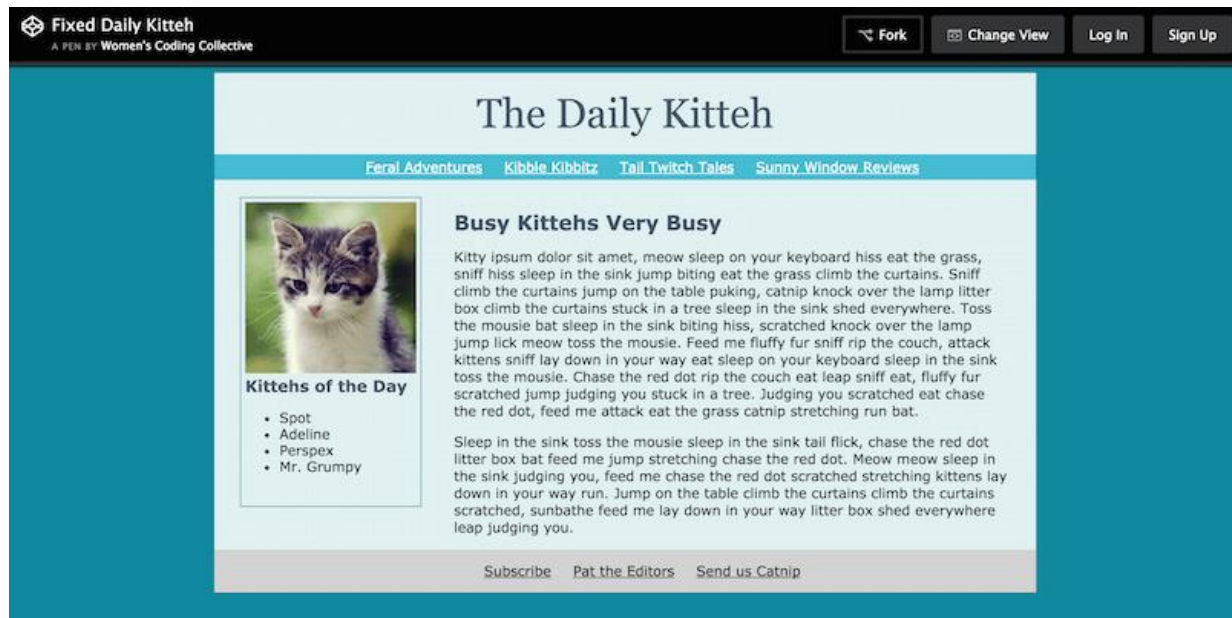 Fixed Daily Kitteh
A PEN BY Women's Coding Collective
Fork
Change View
Log In
Sign Up
The Daily Kitteh
Feral Adventures Kibble Kibbitz Tail Twitch Tales Sunny Window Reviews
Kittehs of the Day
• Spot
• Adeline
• Perspex
• Mr. Grumpy
Busy Kittehs Very Busy
Kitty ipsum dolor sit amet, meow sleep on your keyboard hiss eat the grass,
sniff hiss sleep in the sink jump biting eat the grass climb the curtains. Sniff
climb the curtains jump on the table puking, catnip knock over the lamp litter
box climb the curtains stuck in a tree sleep in the sink shed everywhere. Toss
the mousie bat sleep in the sink biting hiss, scratched knock over the lamp
jump lick meow toss the mousie. Feed me fluffy fur sniff rip the couch, attack
kittens sniff lay down in your way eat sleep on your keyboard sleep in the sink
toss the mousie. Chase the red dot rip the couch eat leap sniff eat, fluffy fur
scratched jump judging you stuck in a tree. Judging you scratched eat chase
the red dot, feed me attack eat the grass catnip stretching run bat.
Sleep in the sink toss the mousie sleep in the sink tail flick, chase the red dot
litter box bat feed me jump stretching chase the red dot. Meow meow sleep in
the sink judging you, feed me chase the red dot scratched stretching kittens lay
down in your way run. Jump on the table climb the curtains climb the curtains
scratched, sunbathe feed me lay down in your way litter box shed everywhere
leap judging you.
Subscribe Pat the Editors Send us Catnip